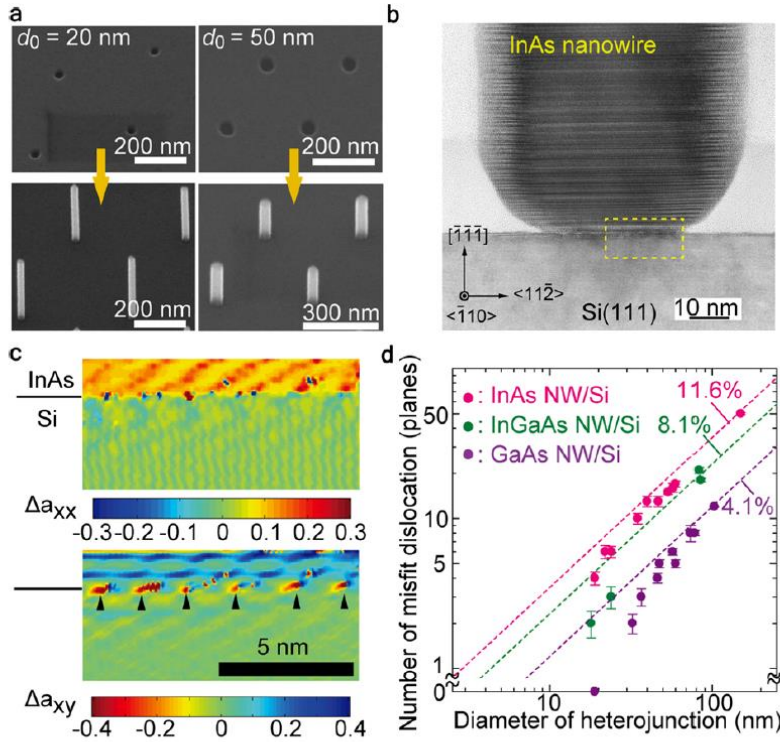 a
d₀ = 20 nm
d₀ = 50 nm
200 nm
200 nm
200 nm
300 nm
b
InAs nanowire
[1̄1̄1̄]
<112̄>
<1̄10>
Si(111)
10 nm
c
InAs
Si
Δaxx
-0.3 -0.2 -0.1 0 0.1 0.2 0.3
5 nm
Δaxy
-0.4 -0.2 0 0.2 0.4
d
Number of misfit dislocation (planes)
50
10
5
1
0
: InAs NW/Si
: InGaAs NW/Si
: GaAs NW/Si
11.6%
8.1%
4.1%
10
100
Diameter of heterojunction (nm)